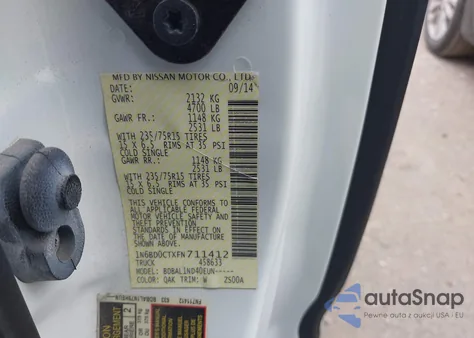 MFD BY NISSAN MOTOR CO., LTD.
DATE: 09/14
GVWR: 2132 KG
4700 LB
GAWR FR.: 1148 KG
2531 LB
WITH 235/75R15 TIRES
15 X 6.5 RIMS AT 35 PSI
COLD SINGLE
GAWR RR.: 1148 KG
2531 LB
WITH 235/75R15 TIRES
15 X 6.5 RIMS AT 35 PSI
COLD SINGLE
THIS VEHICLE CONFORMS TO
ALL APPLICABLE FEDERAL
MOTOR VEHICLE SAFETY AND
THEFT PREVENTION
STANDARDS IN EFFECT ON THE
DATE OF MANUFACTURE SHOWN
ABOVE
1N6BD0CTXFN711412
TRUCK 458633
MODEL: BDBAL1ND40EUN-----
COLOR: QAK TRIM: W 2500A
FN711412
2
autoSnap
Pewne auta z USA i EU